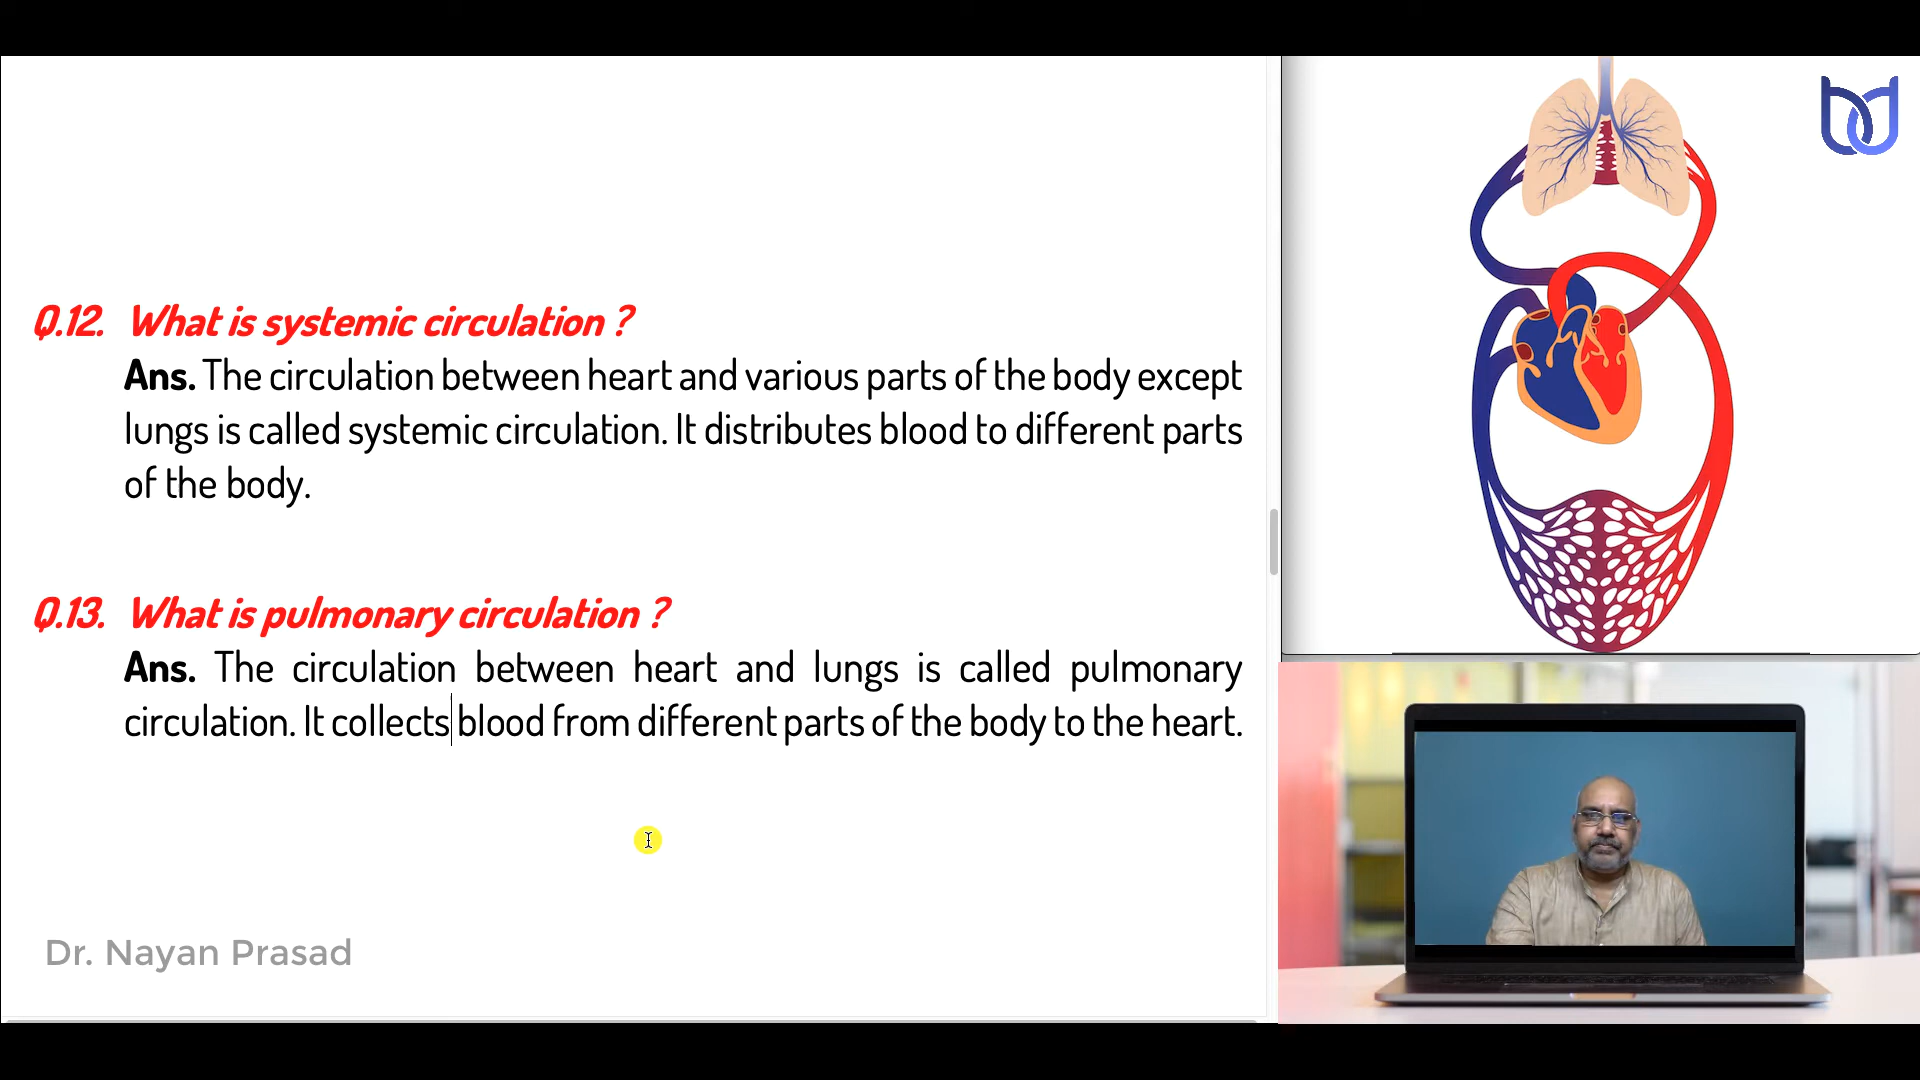 Q.12. What is systemic circulation ?
Ans. The circulation between heart and various parts of the body except
lungs is called systemic circulation. It distributes blood to different parts
of the body.
Q.13. What is pulmonary circulation ?
Ans. The circulation between heart and lungs is called pulmonary
circulation. It collects blood from different parts of the body to the heart.
Dr. Nayan Prasad